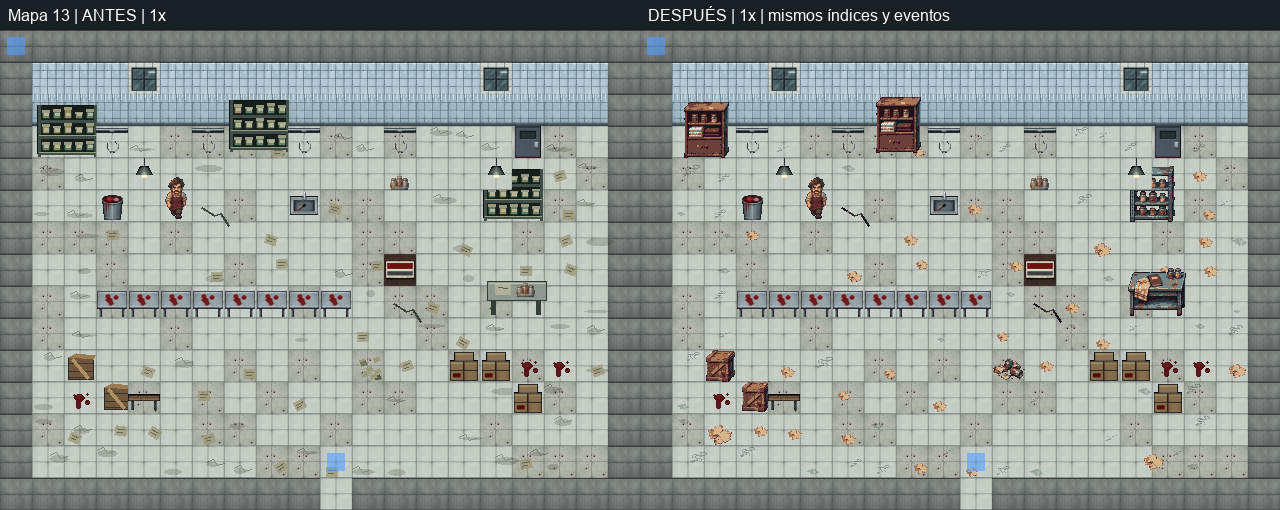 Mapa 13 | ANTES | 1x
DESPUÉS | 1x | mismos índices y eventos